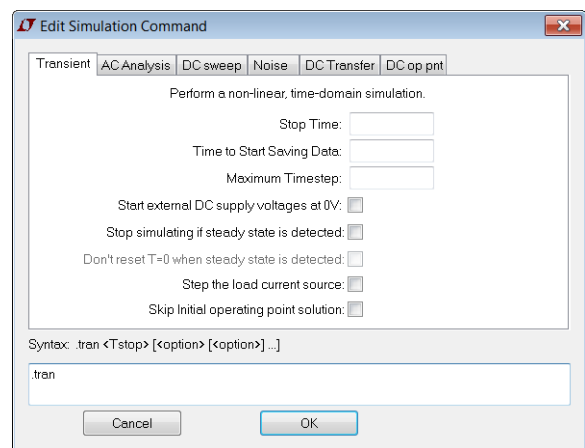 Edit Simulation Command
Transient AC Analysis DC sweep Noise DC Transfer DC op pnt
Perform a non-linear, time-domain simulation.
Stop Time:
Time to Start Saving Data:
Maximum Timestep:
Start external DC supply voltages at 0V:
Stop simulating if steady state is detected:
Don't reset T=0 when steady state is detected:
Step the load current source:
Skip Initial operating point solution:
Syntax: .tran <Tstop> [<option> [<option>] ...]
.tran
Cancel OK